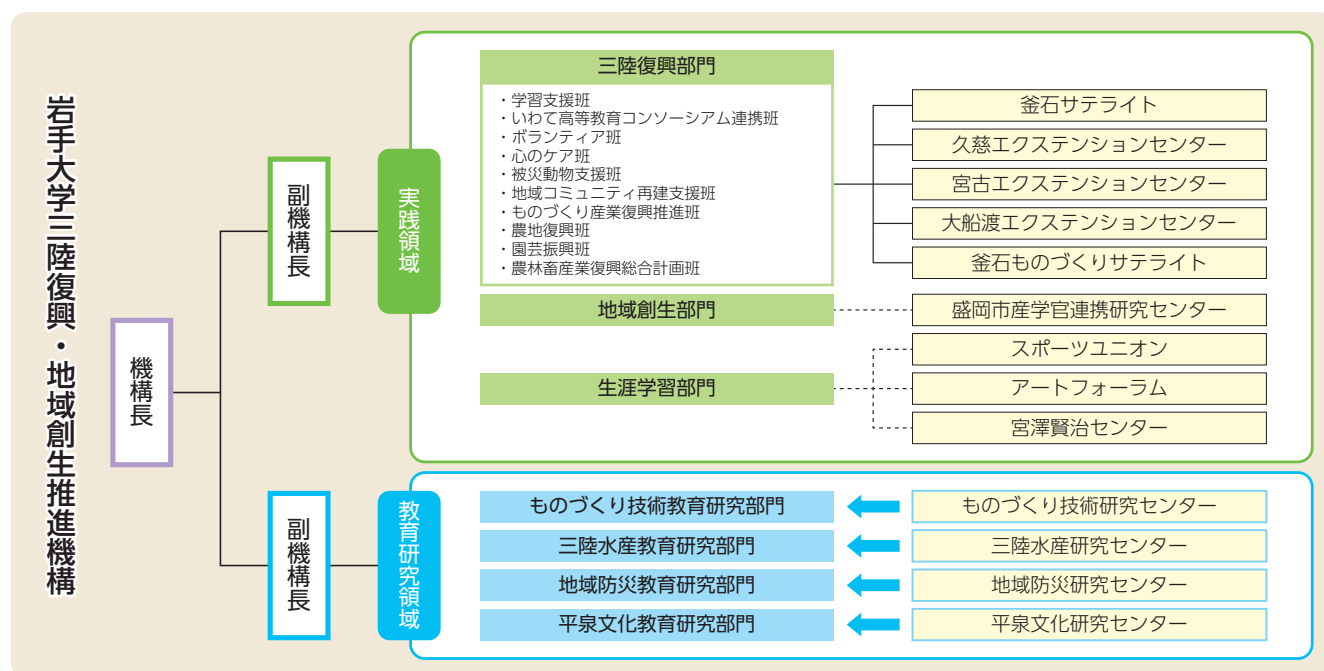 岩手大学三陸復興・地域創生推進機構
機構長
副機構長
実践領域
三陸復興部門
・学習支援班
・いわて高等教育コンソーシアム連携班
・ボランティア班
・心のケア班
・被災動物支援班
・地域コミュニティ再建支援班
・ものづくり産業復興推進班
・農地復興班
・園芸振興班
・農林畜産業復興総合計画班
釜石サテライト
久慈エクステンションセンター
宮古エクステンションセンター
大船渡エクステンションセンター
釜石ものづくりサテライト
地域創生部門
盛岡市産学官連携研究センター
生涯学習部門
スポーツユニオン
アートフォーラム
宮澤賢治センター
副機構長
教育研究領域
ものづくり技術教育研究部門
ものづくり技術研究センター
三陸水産教育研究部門
三陸水産研究センター
地域防災教育研究部門
地域防災研究センター
平泉文化教育研究部門
平泉文化研究センター